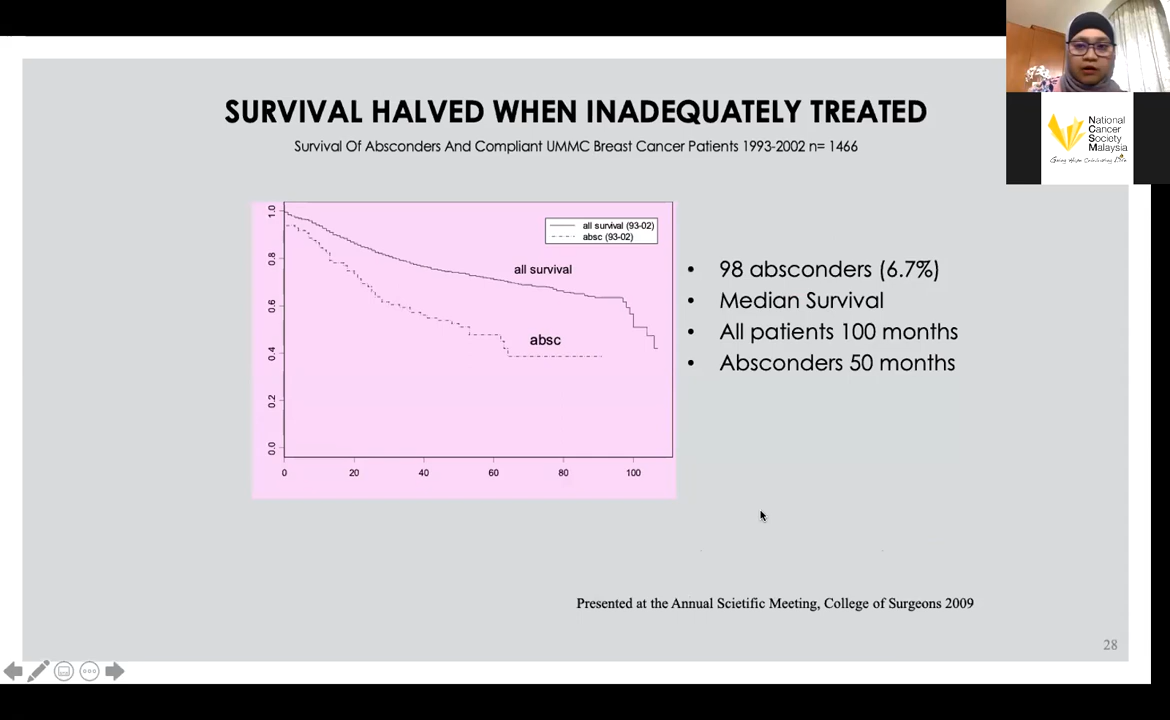 National
Cancer
Society
Malaysia
SURVIVAL HALVED WHEN INADEQUATELY TREATED
Survival Of Absconders And Compliant UMMC Breast Cancer Patients 1993-2002 n= 1466
all survival (93-02)
absc (93-02)
all survival
absc
1.0
0.8
0.6
0.4
0.2
0.0
0 20 40 60 80 100
• 98 absconders (6.7%)
• Median Survival
• All patients 100 months
• Absconders 50 months
Presented at the Annual Scietific Meeting, College of Surgeons 2009
28